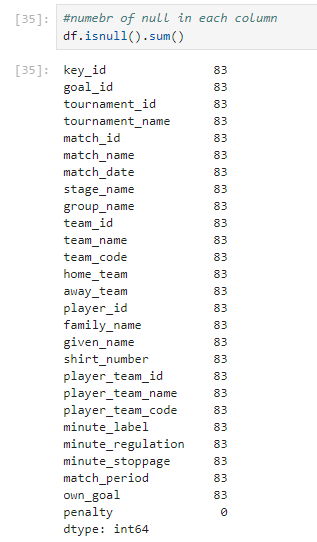 [35]: #numebr of null in each column
df.isnull().sum()
[35]: key_id 83
goal_id 83
tournament_id 83
tournament_name 83
match_id 83
match_name 83
match_date 83
stage_name 83
group_name 83
team_id 83
team_name 83
team_code 83
home_team 83
away_team 83
player_id 83
family_name 83
given_name 83
shirt_number 83
player_team_id 83
player_team_name 83
player_team_code 83
minute_label 83
minute_regulation 83
minute_stoppage 83
match_period 83
own_goal 83
penalty 0
dtype: int64